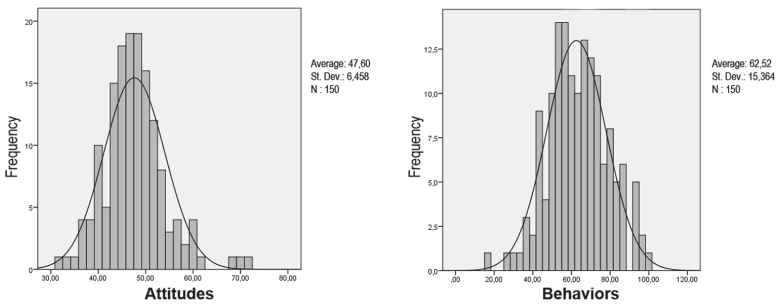 Frequency
20
15
10
5
0
30,00 40,00 50,00 60,00 70,00 80,00
Attitudes
Average: 47,60
St. Dev.: 6,458
N : 150
Frequency
12,5
10,0
7,5
5,0
2,5
0,0
,00 20,00 40,00 60,00 80,00 100,00 120,00
Behaviors
Average: 62,52
St. Dev.: 15,364
N : 150